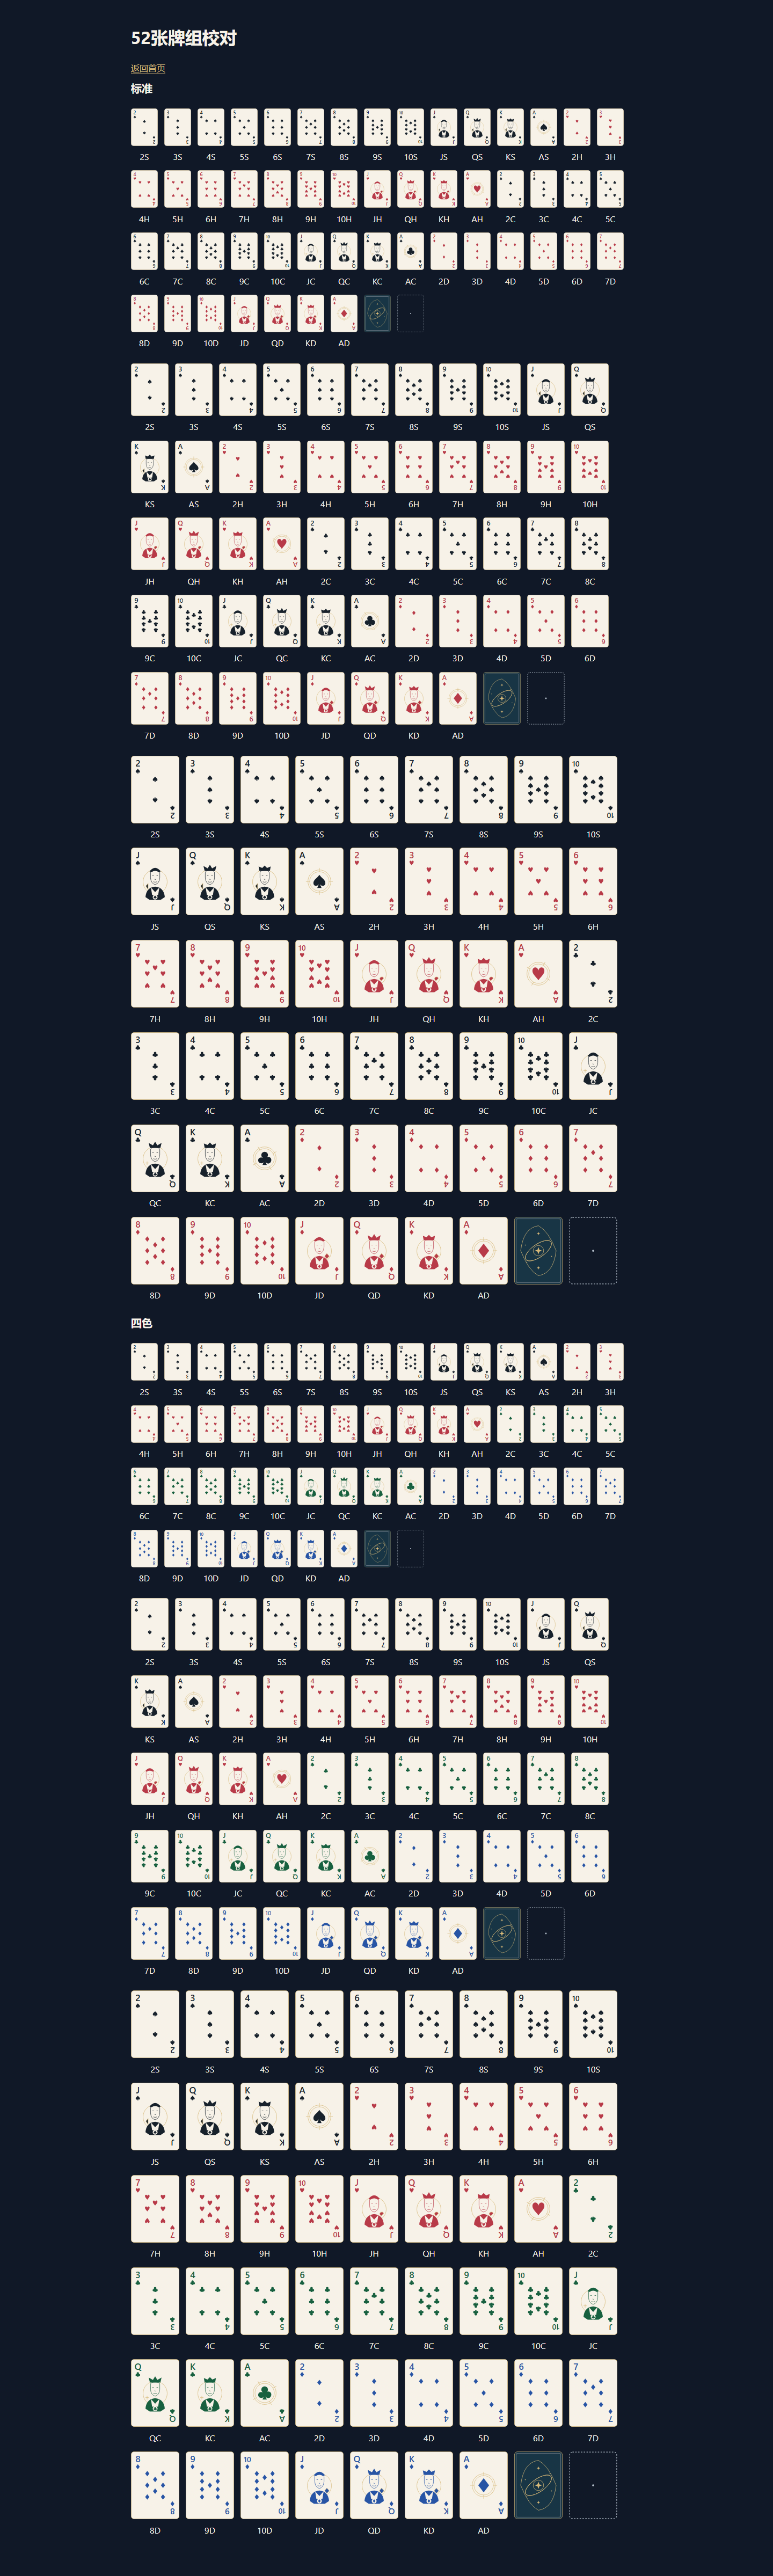 52张牌组校对
返回首页
标准
2S 3S 4S 5S 6S 7S 8S 9S 10S JS QS KS AS 2H 3H
4H 5H 6H 7H 8H 9H 10H JH QH KH AH 2C 3C 4C 5C
6C 7C 8C 9C 10C JC QC KC AC 2D 3D 4D 5D 6D 7D
8D 9D 10D JD QD KD AD
2S 3S 4S 5S 6S 7S 8S 9S 10S JS QS
KS AS 2H 3H 4H 5H 6H 7H 8H 9H 10H
JH QH KH AH 2C 3C 4C 5C 6C 7C 8C
9C 10C JC QC KC AC 2D 3D 4D 5D 6D
7D 8D 9D 10D JD QD KD AD
2S 3S 4S 5S 6S 7S 8S 9S 10S
JS QS KS AS 2H 3H 4H 5H 6H
7H 8H 9H 10H JH QH KH AH 2C
3C 4C 5C 6C 7C 8C 9C 10C JC
QC KC AC 2D 3D 4D 5D 6D 7D
8D 9D 10D JD QD KD AD
四色
2S 3S 4S 5S 6S 7S 8S 9S 10S JS QS KS AS 2H 3H
4H 5H 6H 7H 8H 9H 10H JH QH KH AH 2C 3C 4C 5C
6C 7C 8C 9C 10C JC QC KC AC 2D 3D 4D 5D 6D 7D
8D 9D 10D JD QD KD AD
2S 3S 4S 5S 6S 7S 8S 9S 10S JS QS
KS AS 2H 3H 4H 5H 6H 7H 8H 9H 10H
JH QH KH AH 2C 3C 4C 5C 6C 7C 8C
9C 10C JC QC KC AC 2D 3D 4D 5D 6D
7D 8D 9D 10D JD QD KD AD
2S 3S 4S 5S 6S 7S 8S 9S 10S
JS QS KS AS 2H 3H 4H 5H 6H
7H 8H 9H 10H JH QH KH AH 2C
3C 4C 5C 6C 7C 8C 9C 10C JC
QC KC AC 2D 3D 4D 5D 6D 7D
8D 9D 10D JD QD KD AD